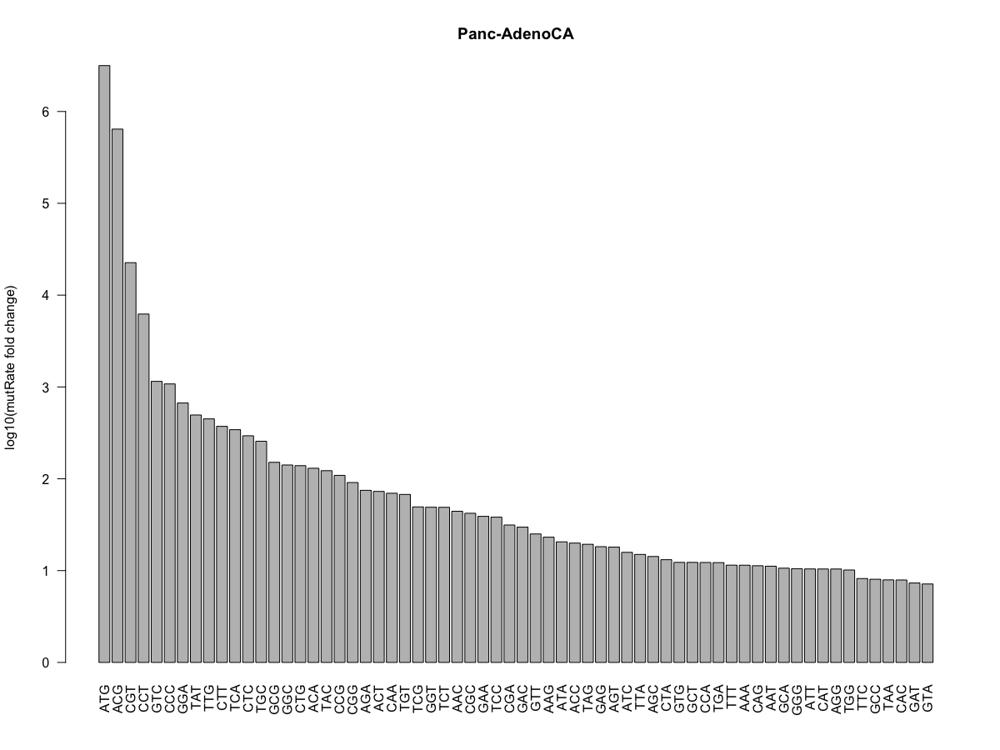 Panc-AdenoCA
log10(mutRate fold change)
6
5
4
3
2
1
0
ATG ACG CGT CCT GTC CCC GGA TAT TTG CTT TCA CTC TGC GCG GGC CTG ACA TAC CCG CGG AGA ACT CAA TGT TCG GGT TCT AAC CGC GAA TCC CGA GAC GTT AAG ATA ACC TAG GAG AGT ATC TTA AGC CTA GTG GCT CCA TGA TTT AAA CAG AAT GCA GGG ATT CAT AGG TGG TTC GCC TAA CAC GAT GTA